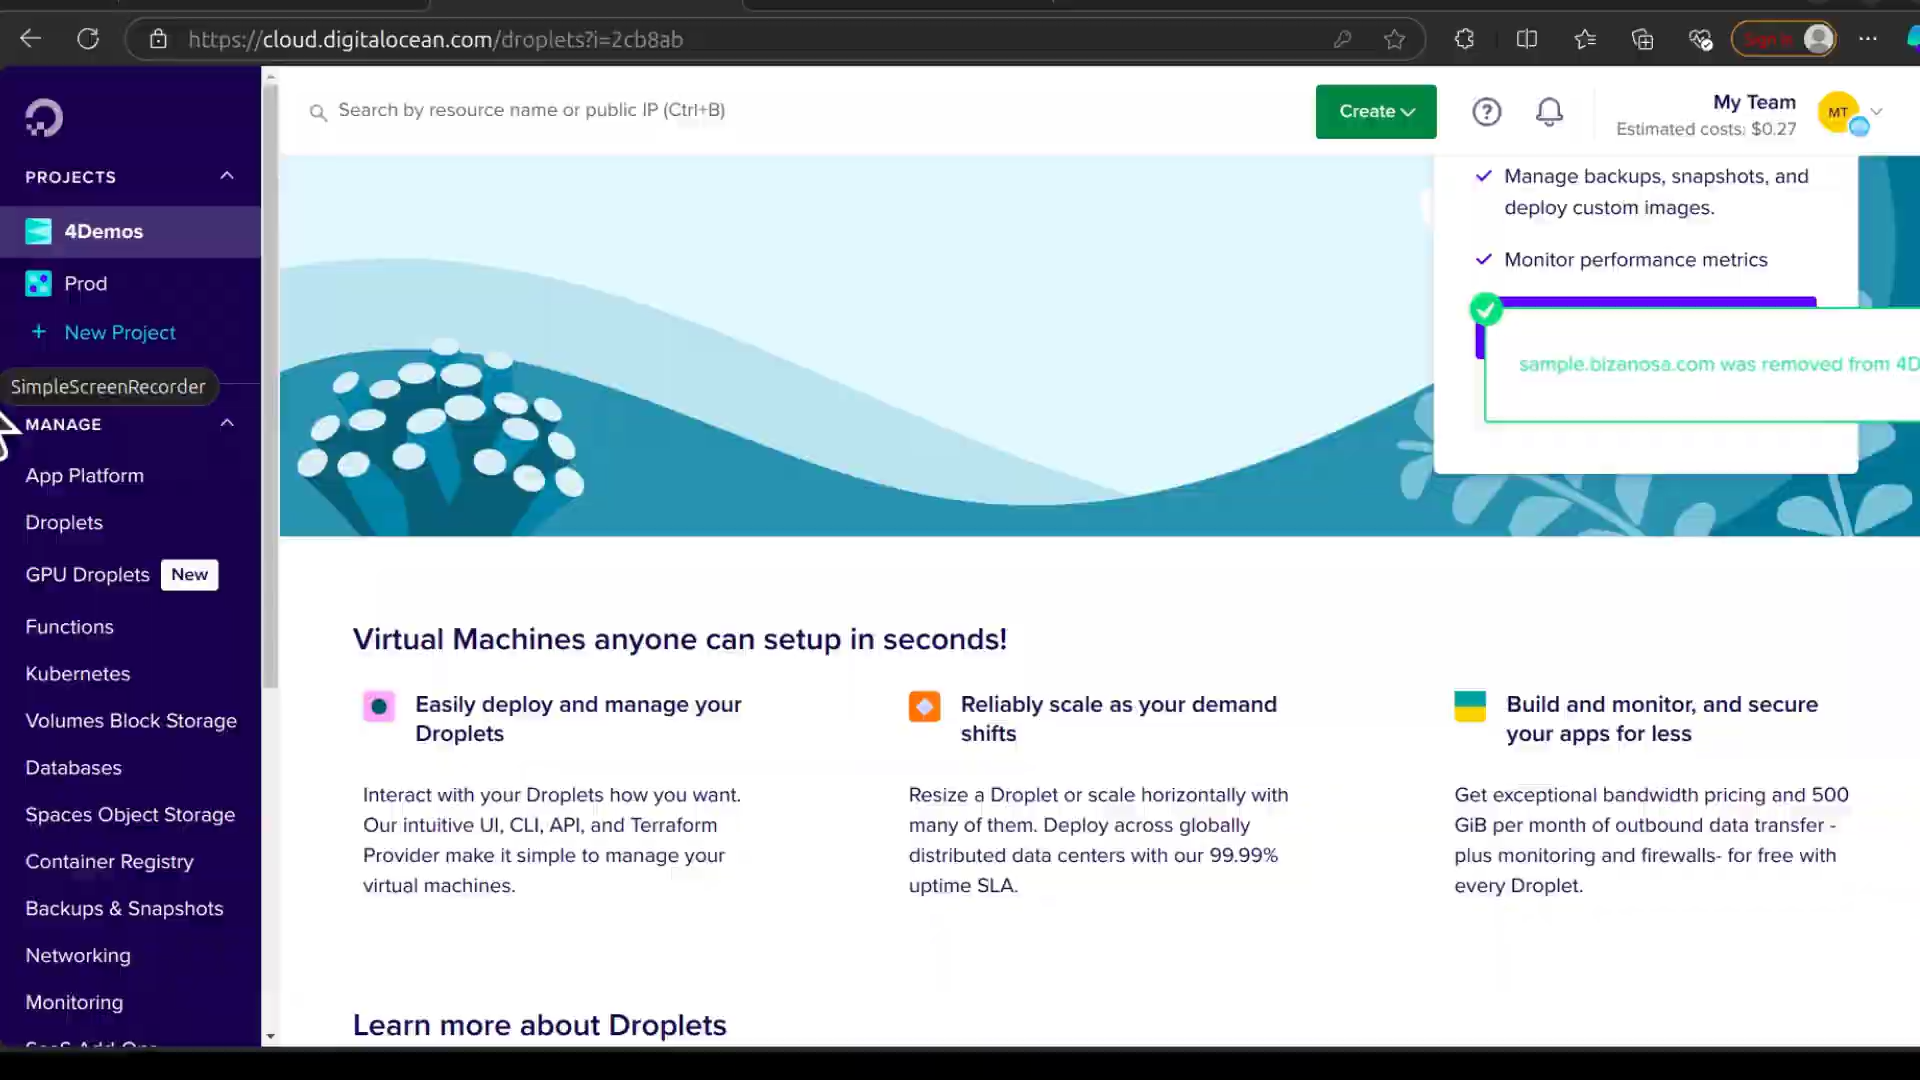 https://cloud.digitalocean.com/droplets?i=2cb8ab
Sign in
Search by resource name or public IP (Ctrl+B)
Create
My Team
Estimated costs: $0.27
MT
PROJECTS
4Demos
Prod
+ New Project
SimpleScreenRecorder
MANAGE
App Platform
Droplets
GPU Droplets New
Functions
Kubernetes
Volumes Block Storage
Databases
Spaces Object Storage
Container Registry
Backups & Snapshots
Networking
Monitoring
SaaS Add-Ons
Manage backups, snapshots, and
deploy custom images.
Monitor performance metrics
sample.bizanosa.com was removed from 4D
Virtual Machines anyone can setup in seconds!
Easily deploy and manage your
Droplets
Interact with your Droplets how you want.
Our intuitive UI, CLI, API, and Terraform
Provider make it simple to manage your
virtual machines.
Reliably scale as your demand
shifts
Resize a Droplet or scale horizontally with
many of them. Deploy across globally
distributed data centers with our 99.99%
uptime SLA.
Build and monitor, and secure
your apps for less
Get exceptional bandwidth pricing and 500
GiB per month of outbound data transfer -
plus monitoring and firewalls- for free with
every Droplet.
Learn more about Droplets